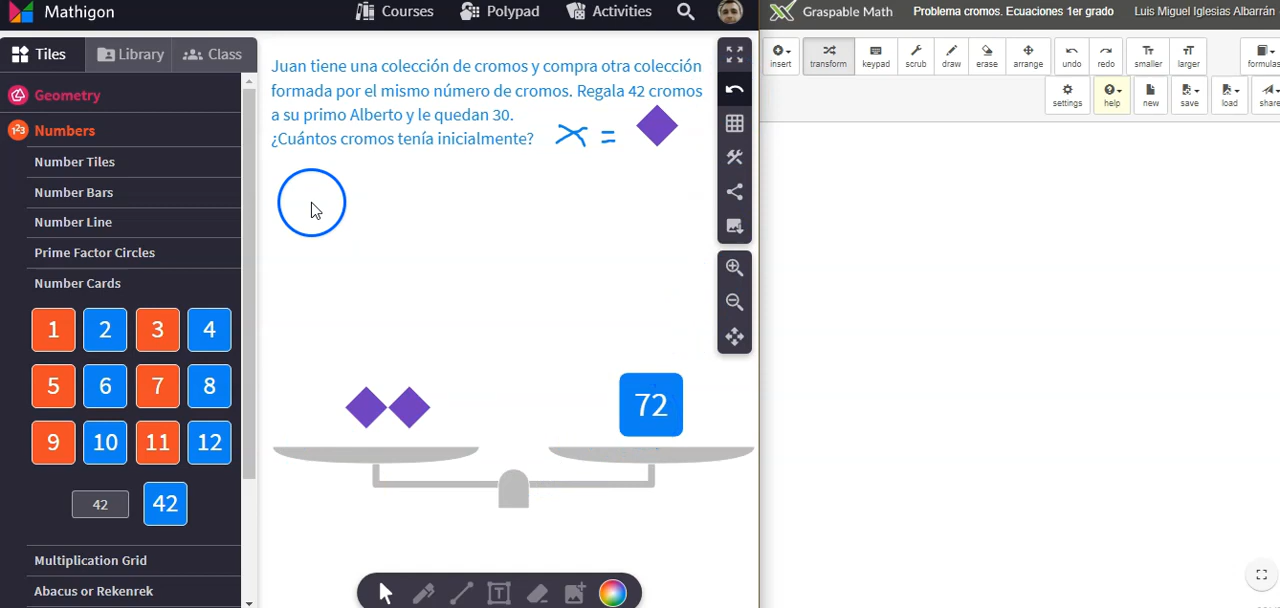 Mathigon
Courses
Polypad
Activities
Graspable Math
Problema cromos. Ecuaciones 1er grado
Luis Miguel Iglesias Albarrán
Tiles
Library
Class
Geometry
Numbers
Number Tiles
Number Bars
Number Line
Prime Factor Circles
Number Cards
1 2 3 4
5 6 7 8
9 10 11 12
42 42
Multiplication Grid
Abacus or Rekenrek
Juan tiene una colección de cromos y compra otra colección
formada por el mismo número de cromos. Regala 42 cromos
a su primo Alberto y le quedan 30.
¿Cuántos cromos tenía inicialmente? x =
72
T
insert
transform
keypad
scrub
draw
erase
arrange
undo
redo
Tт smaller
тT larger
formulas
settings
help
new
save
load
share